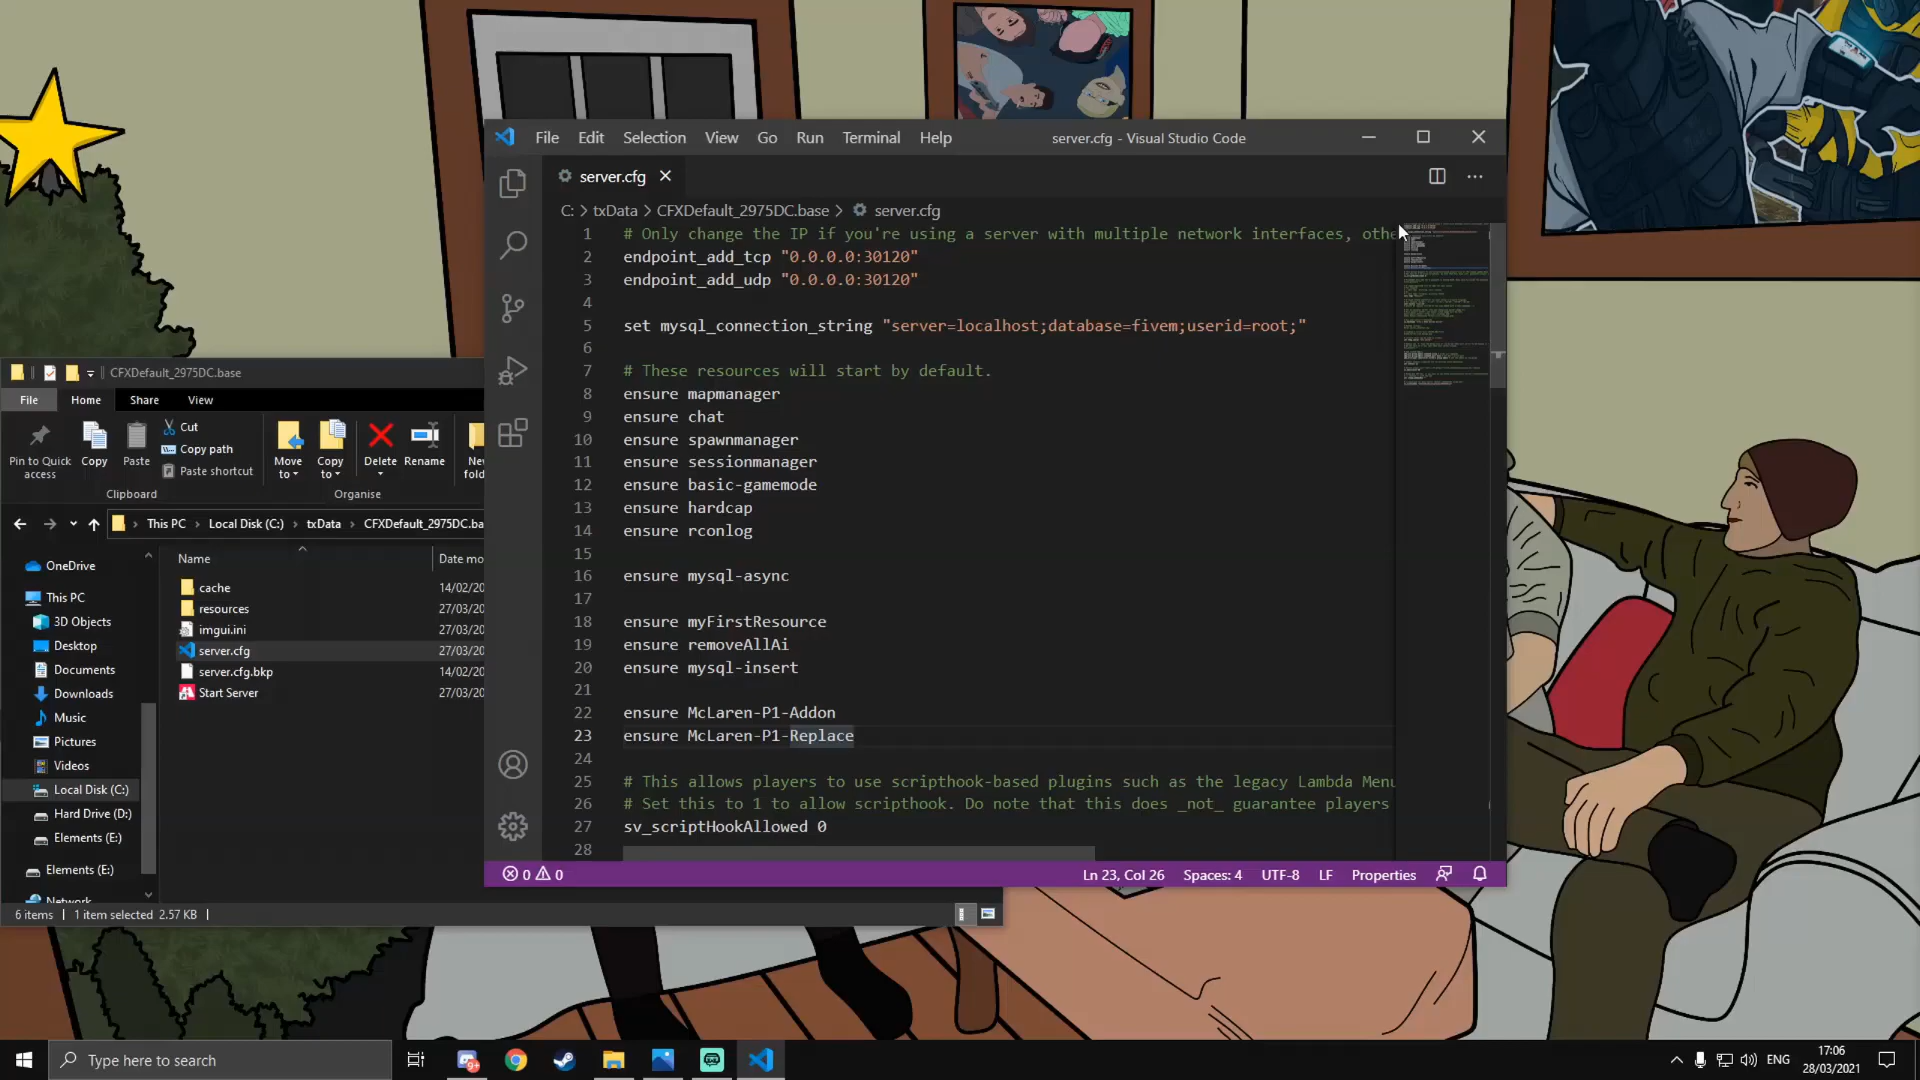 File Edit Selection View Go Run Terminal Help
server.cfg - Visual Studio Code
server.cfg
C: > txData > CFXDefault_2975DC.base > server.cfg
1 # Only change the IP if you're using a server with multiple network interfaces, othe
2 endpoint_add_tcp "0.0.0.0:30120"
3 endpoint_add_udp "0.0.0.0:30120"
4
5 set mysql_connection_string "server=localhost;database=fivem;userid=root;"
6
7 # These resources will start by default.
8 ensure mapmanager
9 ensure chat
10 ensure spawnmanager
11 ensure sessionmanager
12 ensure basic-gamemode
13 ensure hardcap
14 ensure rconlog
15
16 ensure mysql-async
17
18 ensure myFirstResource
19 ensure removeAllAi
20 ensure mysql-insert
21
22 ensure McLaren-P1-Addon
23 ensure McLaren-P1-Replace
24
25 # This allows players to use scripthook-based plugins such as the legacy Lambda Menu
26 # Set this to 1 to allow scripthook. Do note that this does _not_ guarantee players
27 sv_scriptHookAllowed 0
28
0 0
Ln 23, Col 26 Spaces: 4 UTF-8 LF Properties
CFXDefault_2975DC.base
File Home Share View
Pin to Quick access
Copy
Paste
Cut
Copy path
Paste shortcut
Clipboard
Move to
Copy to
Delete
Rename
New fold
Organise
This PC > Local Disk (C:) > txData > CFXDefault_2975DC.ba
Name
Date mo
OneDrive
This PC
3D Objects
Desktop
Documents
Downloads
Music
Pictures
Videos
Local Disk (C:)
Hard Drive (D:)
Elements (E:)
Elements (E:)
Network
cache 14/02/20
resources 27/03/20
imgui.ini 27/03/20
server.cfg 27/03/20
server.cfg.bkp 14/02/20
Start Server 27/03/20
6 items 1 item selected 2.57 KB
Type here to search
9+
ENG
17:06
28/03/2021